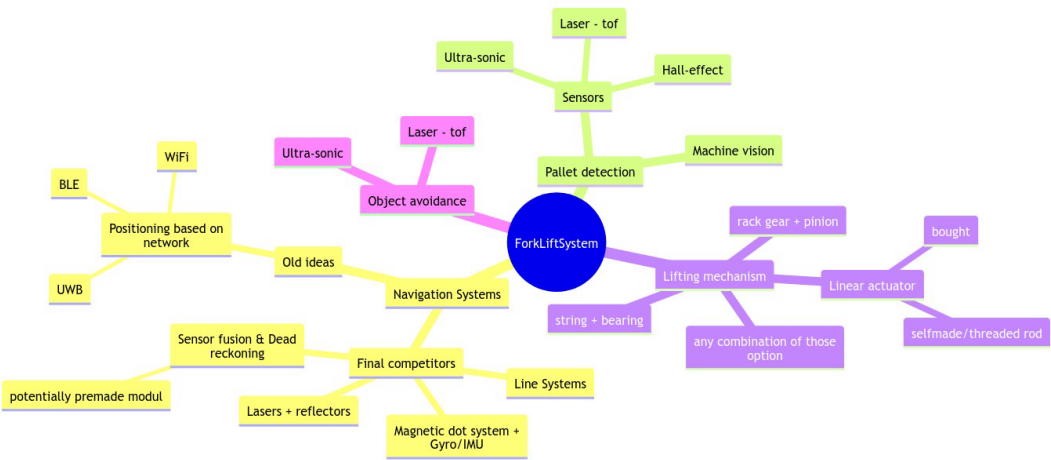 Laser - tof
Ultra-sonic
Hall-effect
Sensors
Laser - tof
Machine vision
Ultra-sonic
Pallet detection
WiFi
BLE
Object avoidance
Positioning based on
network
rack gear + pinion
bought
ForkLiftSystem
Old ideas
Lifting mechanism
Linear actuator
UWB
Navigation Systems
string + bearing
selfmade/threaded rod
Sensor fusion & Dead
reckoning
any combination of those
option
Final competitors
Line Systems
potentially premade modul
Lasers + reflectors
Magnetic dot system +
Gyro/IMU